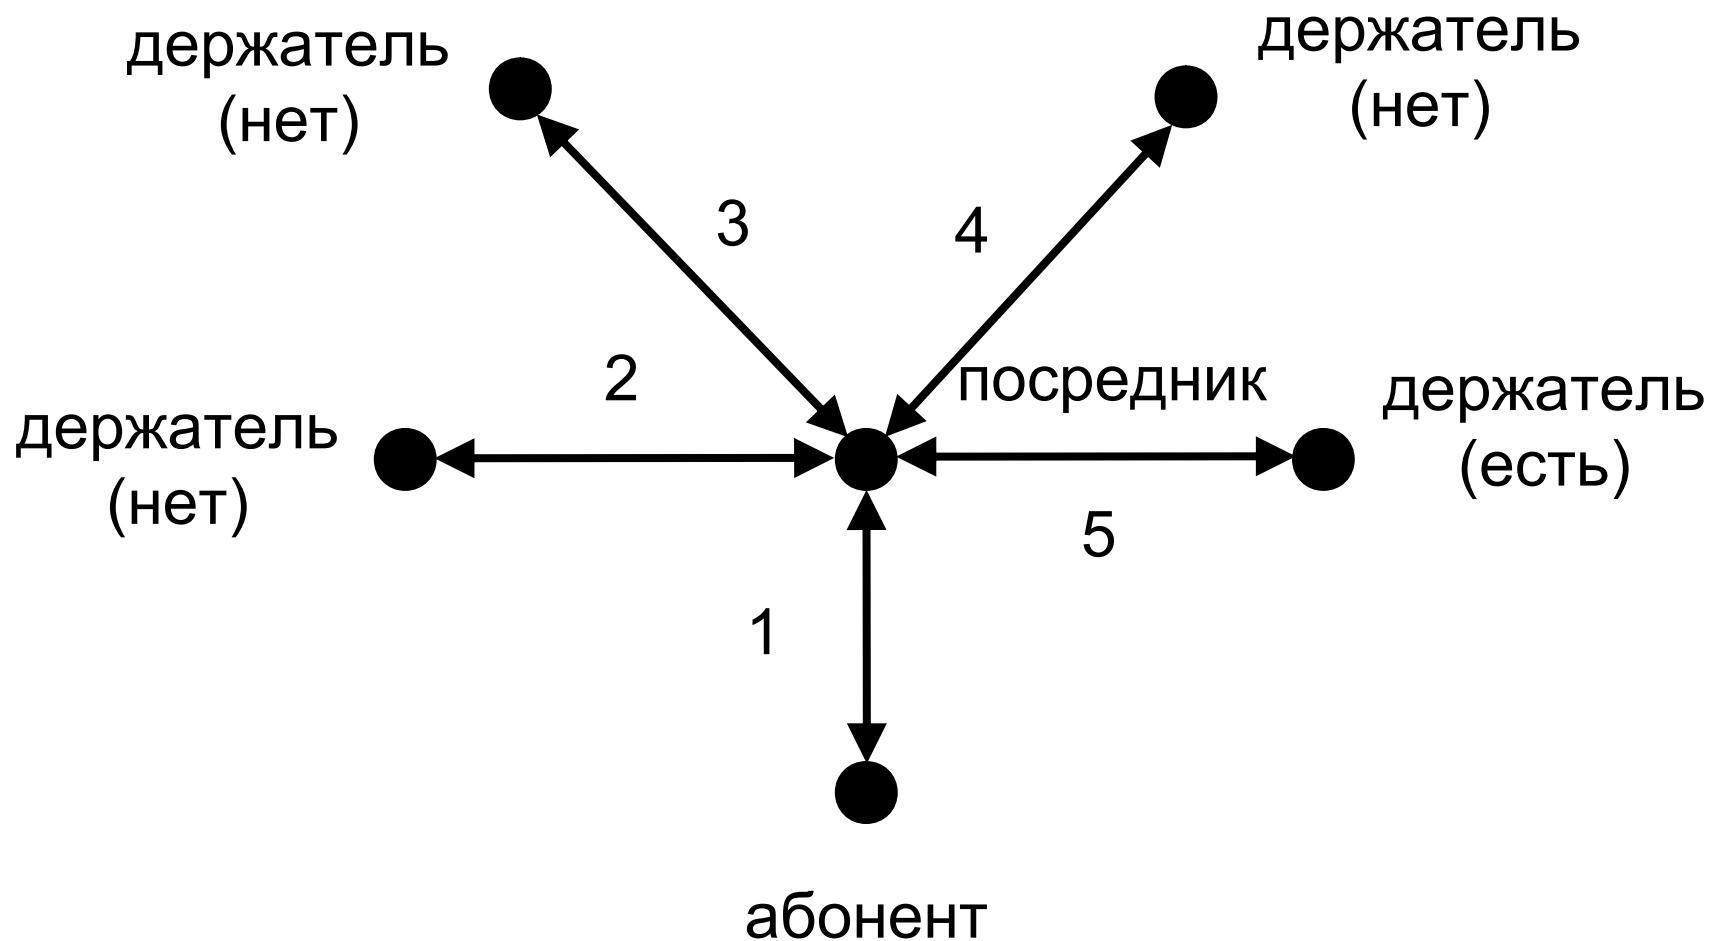 держатель
(нет)
держатель
(нет)
3
4
2
посредник
держатель
(нет)
держатель
(есть)
5
1
абонент